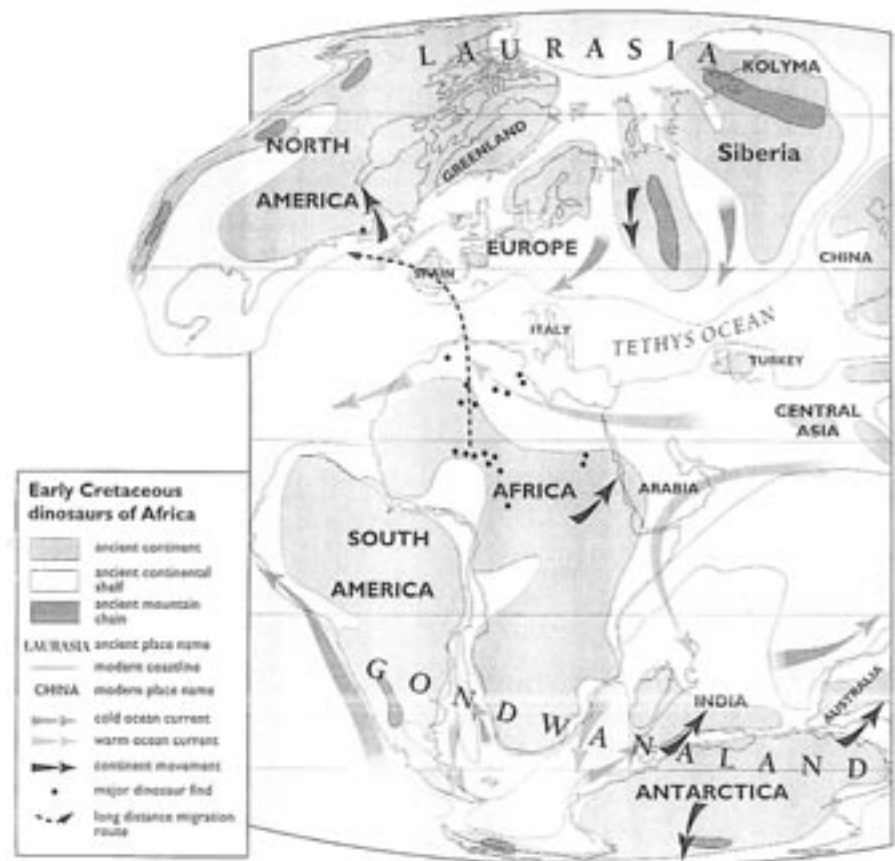 LAURASIA
KOLYMA
NORTH
AMERICA
GREENLAND
Siberia
EUROPE
CHINA
SPAIN
ITALY
TETHYS OCEAN
TURKEY
CENTRAL
ASIA
AFRICA
ARABIA
SOUTH
AMERICA
GONDWANALAND
INDIA
AUSTRALIA
ANTARCTICA
Early Cretaceous
dinosaurs of Africa
ancient continent
ancient continental
shelf
ancient mountain
chain
LAURASIA ancient place name
modern coastline
CHINA modern place name
cold ocean current
warm ocean current
continent movement
major dinosaur find
long distance migration
route